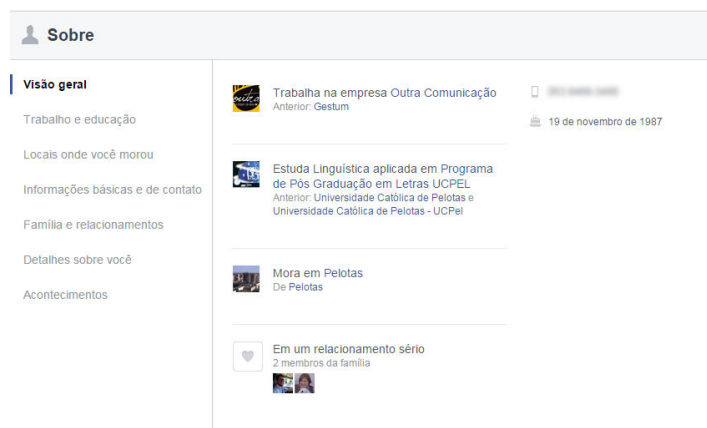 Sobre
Visão geral
Trabalho e educação
Locais onde você morou
Informações básicas e de contato
Família e relacionamentos
Detalhes sobre você
Acontecimentos
outra
Trabalha na empresa Outra Comunicação
Anterior: Gestum
Estuda Linguística aplicada em Programa
de Pós Graduação em Letras UCPEL
Anterior: Universidade Católica de Pelotas e
Universidade Católica de Pelotas - UCPel
Mora em Pelotas
De Pelotas
Em um relacionamento sério
2 membros da família
19 de novembro de 1987